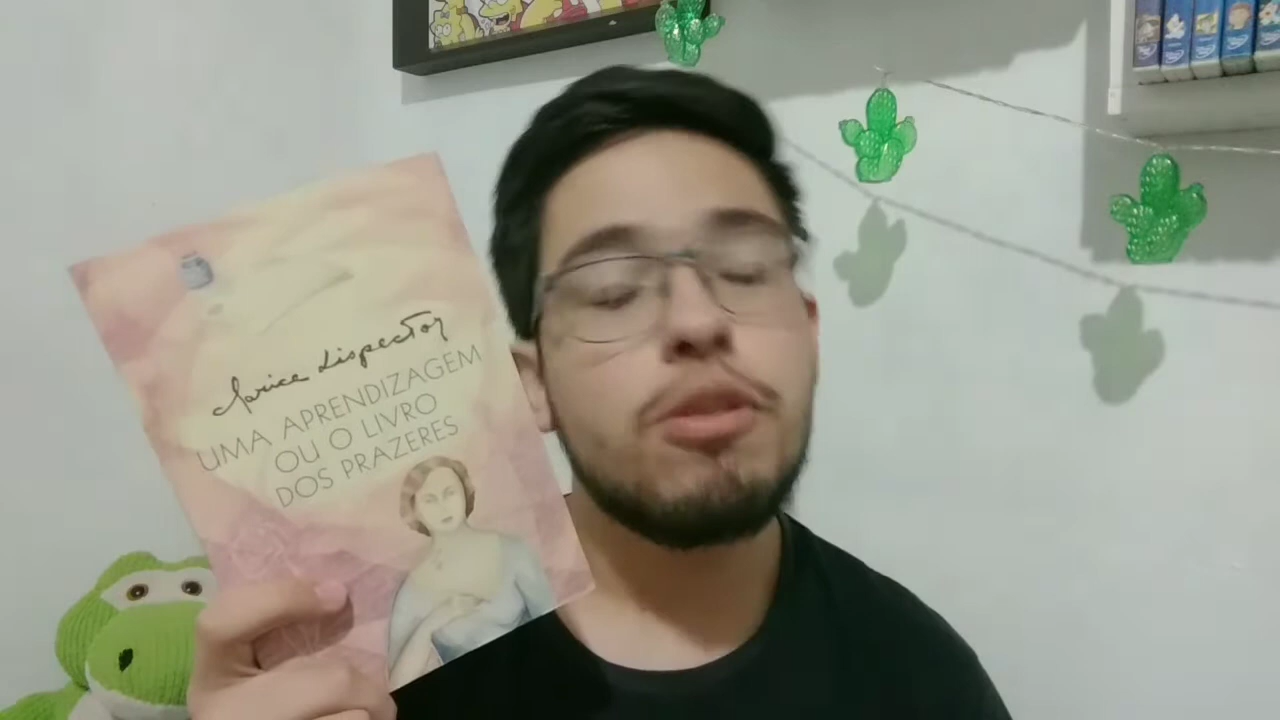 Clarice Lispector
UMA APRENDIZAGEM
OU O LIVRO
DOS PRAZERES